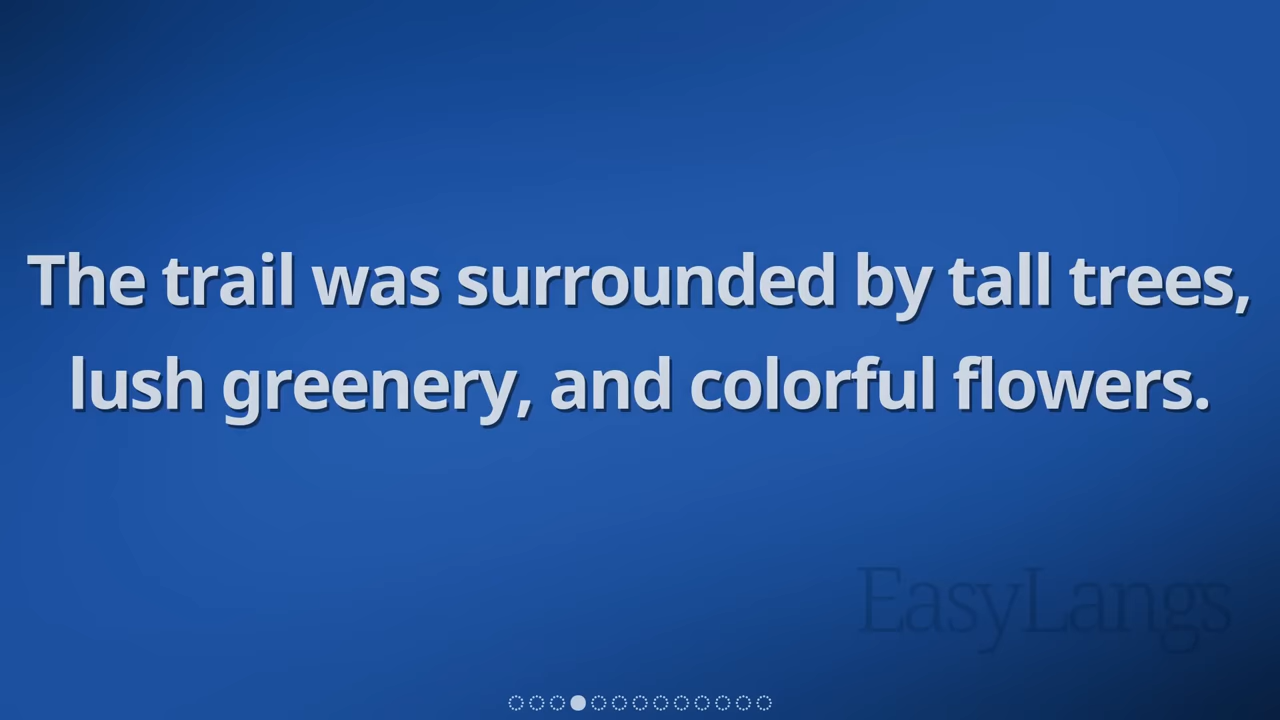 The trail was surrounded by tall trees,
lush greenery, and colorful flowers.
EasyLangs